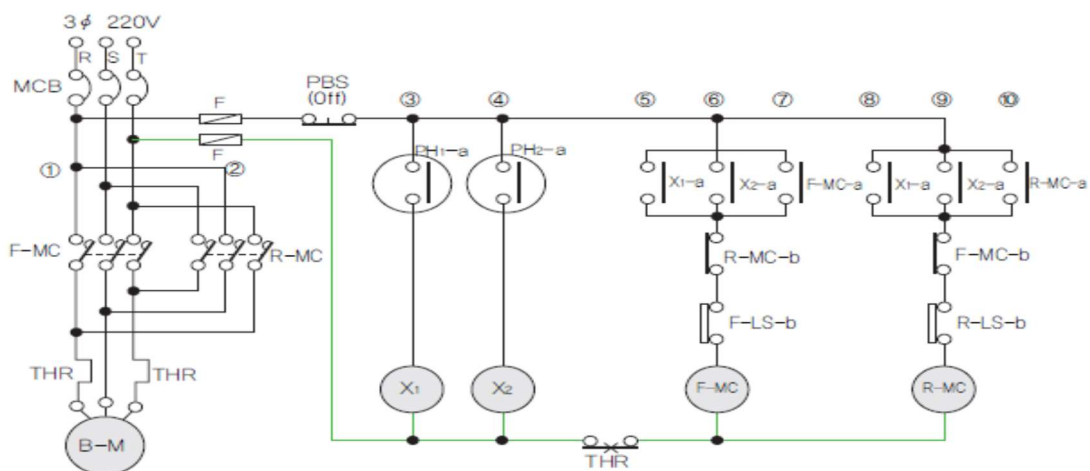 3∮ 220V
R S T
MCB
F
PBS
(Off)
③ ④ ⑤ ⑥ ⑦ ⑧ ⑨ ⑩
F
① ②
PH1-a PH2-a
X1-a X2-a F-MC-a X1-a X2-a R-MC-a
F-MC R-MC
R-MC-b F-MC-b
F-LS-b R-LS-b
THR THR
X1 X2 F-MC R-MC
B-M
THR